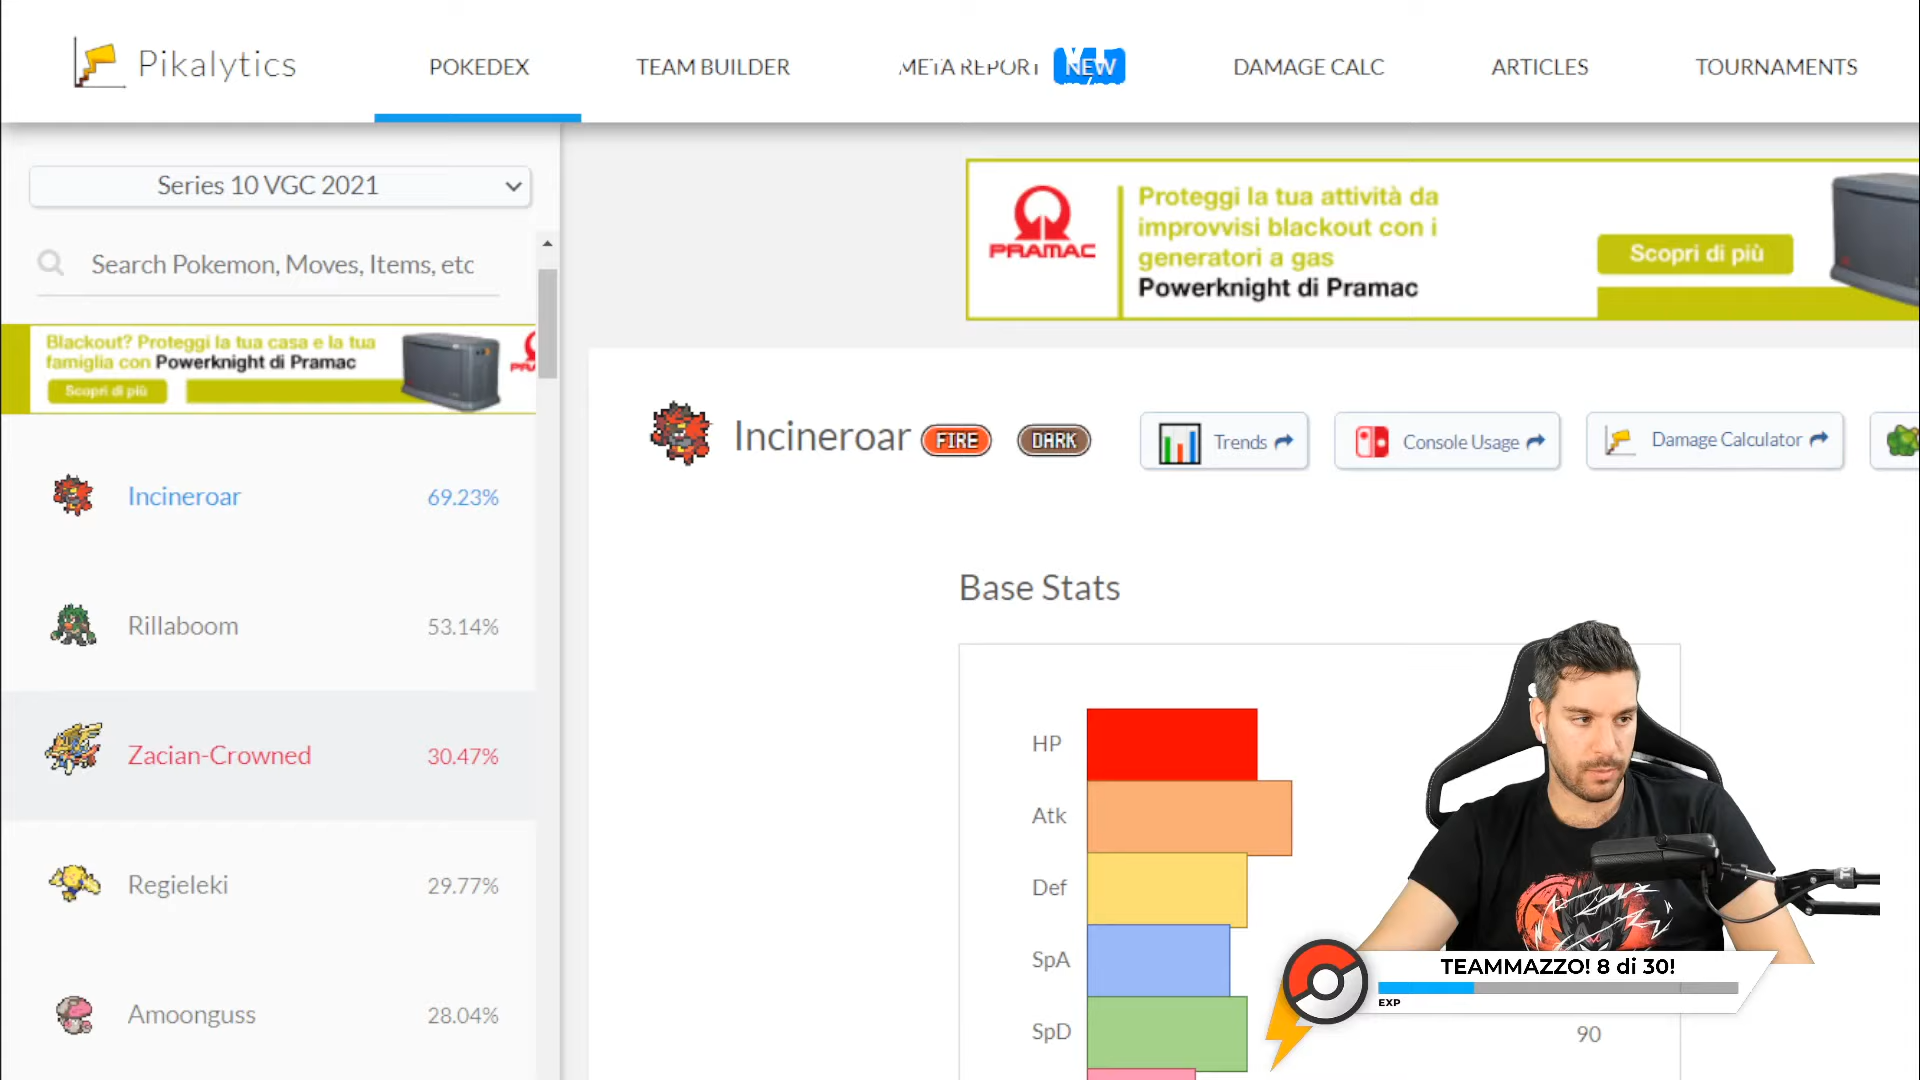 Pikalytics
POKEDEX
TEAM BUILDER
META REPORT
NEW
DAMAGE CALC
ARTICLES
TOURNAMENTS
Series 10 VGC 2021
Search Pokemon, Moves, Items, etc
Blackout? Proteggi la tua casa e la tua
famiglia con Powerknight di Pramac
Scopri di più
PRAMAC
Proteggi la tua attività da
improvvisi blackout con i
generatori a gas
Powerknight di Pramac
Scopri di più
Incineroar 69.23%
Rillaboom 53.14%
Zacian-Crowned 30.47%
Regieleki 29.77%
Amoonguss 28.04%
Incineroar FIRE DARK
Trends
Console Usage
Damage Calculator
Base Stats
HP
Atk
Def
SpA
SpD
90
TEAMMAZZO! 8 di 30!
EXP